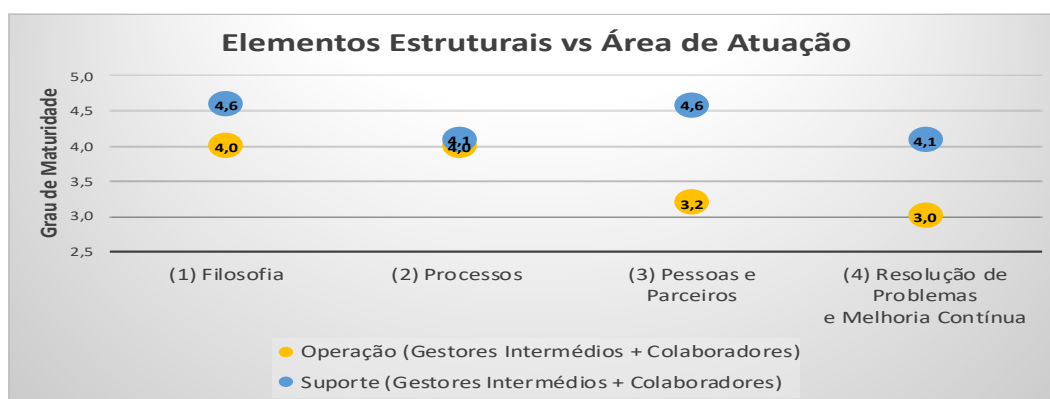 Elementos Estruturais vs Área de Atuação
Grau de Maturidade
5,0
4,5
4,0
3,5
3,0
2,5
4,6
4,0
4,1
4,0
4,6
3,2
4,1
3,0
(1) Filosofia
(2) Processos
(3) Pessoas e
Parceiros
(4) Resolução de
Problemas
e Melhoria Contínua
Operação (Gestores Intermédios + Colaboradores)
Suporte (Gestores Intermédios + Colaboradores)